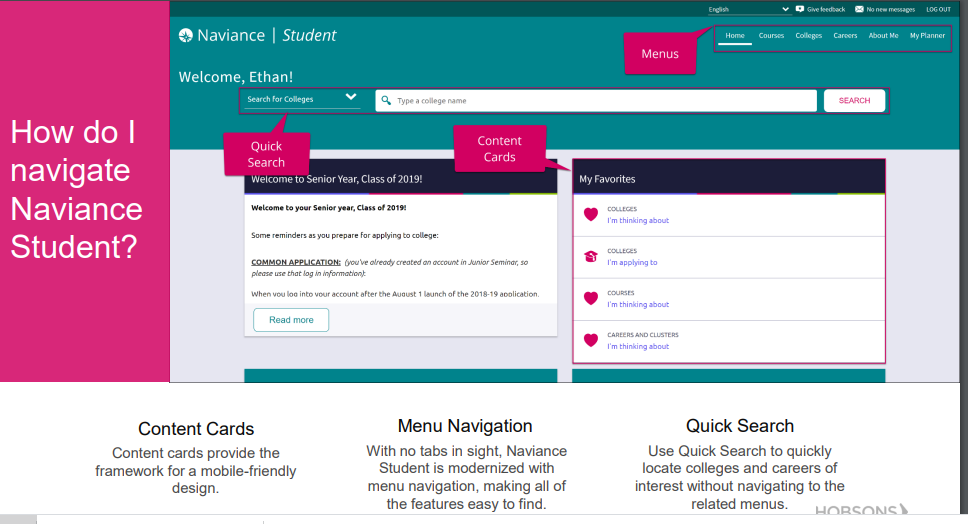 English
Give feedback
No new messages
LOG OUT
Naviance | Student
Home Courses Colleges Careers About Me My Planner
Menus
Welcome, Ethan!
Search for Colleges
Type a college name
SEARCH
How do I
navigate
Naviance
Student?
Quick
Search
Content
Cards
Welcome to Senior Year, Class of 2019!
Welcome to your Senior year, Class of 2019!
Some reminders as you prepare for applying to college:
COMMON APPLICATION: (you've already created an account in Junior Seminar, so
please use that log in information):
When you log into your account after the August 1 launch of the 2018-19 application,
Read more
My Favorites
COLLEGES
I'm thinking about
COLLEGES
I'm applying to
COURSES
I'm thinking about
CAREERS AND CLUSTERS
I'm thinking about
Content Cards
Content cards provide the
framework for a mobile-friendly
design.
Menu Navigation
With no tabs in sight, Naviance
Student is modernized with
menu navigation, making all of
the features easy to find.
Quick Search
Use Quick Search to quickly
locate colleges and careers of
interest without navigating to the
related menus.
HOBSONS